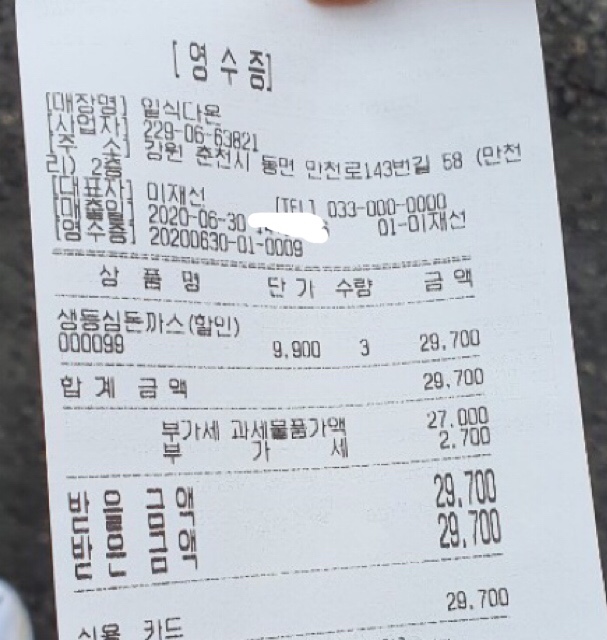 [영수증]
[매장명] 일식다온
[사업자] 229-06-63821
[주 소] 강원 춘천시 동면 만천로143번길 58 (만천
리) 2층
[대표자] 이재선 [TEL] 033-000-0000
[매출일] 2020-06-30 01-이재선
[영수증] 20200630-01-0009
상 품 명 단 가 수량 금 액
생등심돈까스(할인)
000099 9,900 3 29,700
합 계 금 액 29,700
부가세 과세물품가액 27,000
부 가 세 2,700
받 을 금 액 29,700
받 은 금 액 29,700
신용 카드 29,700